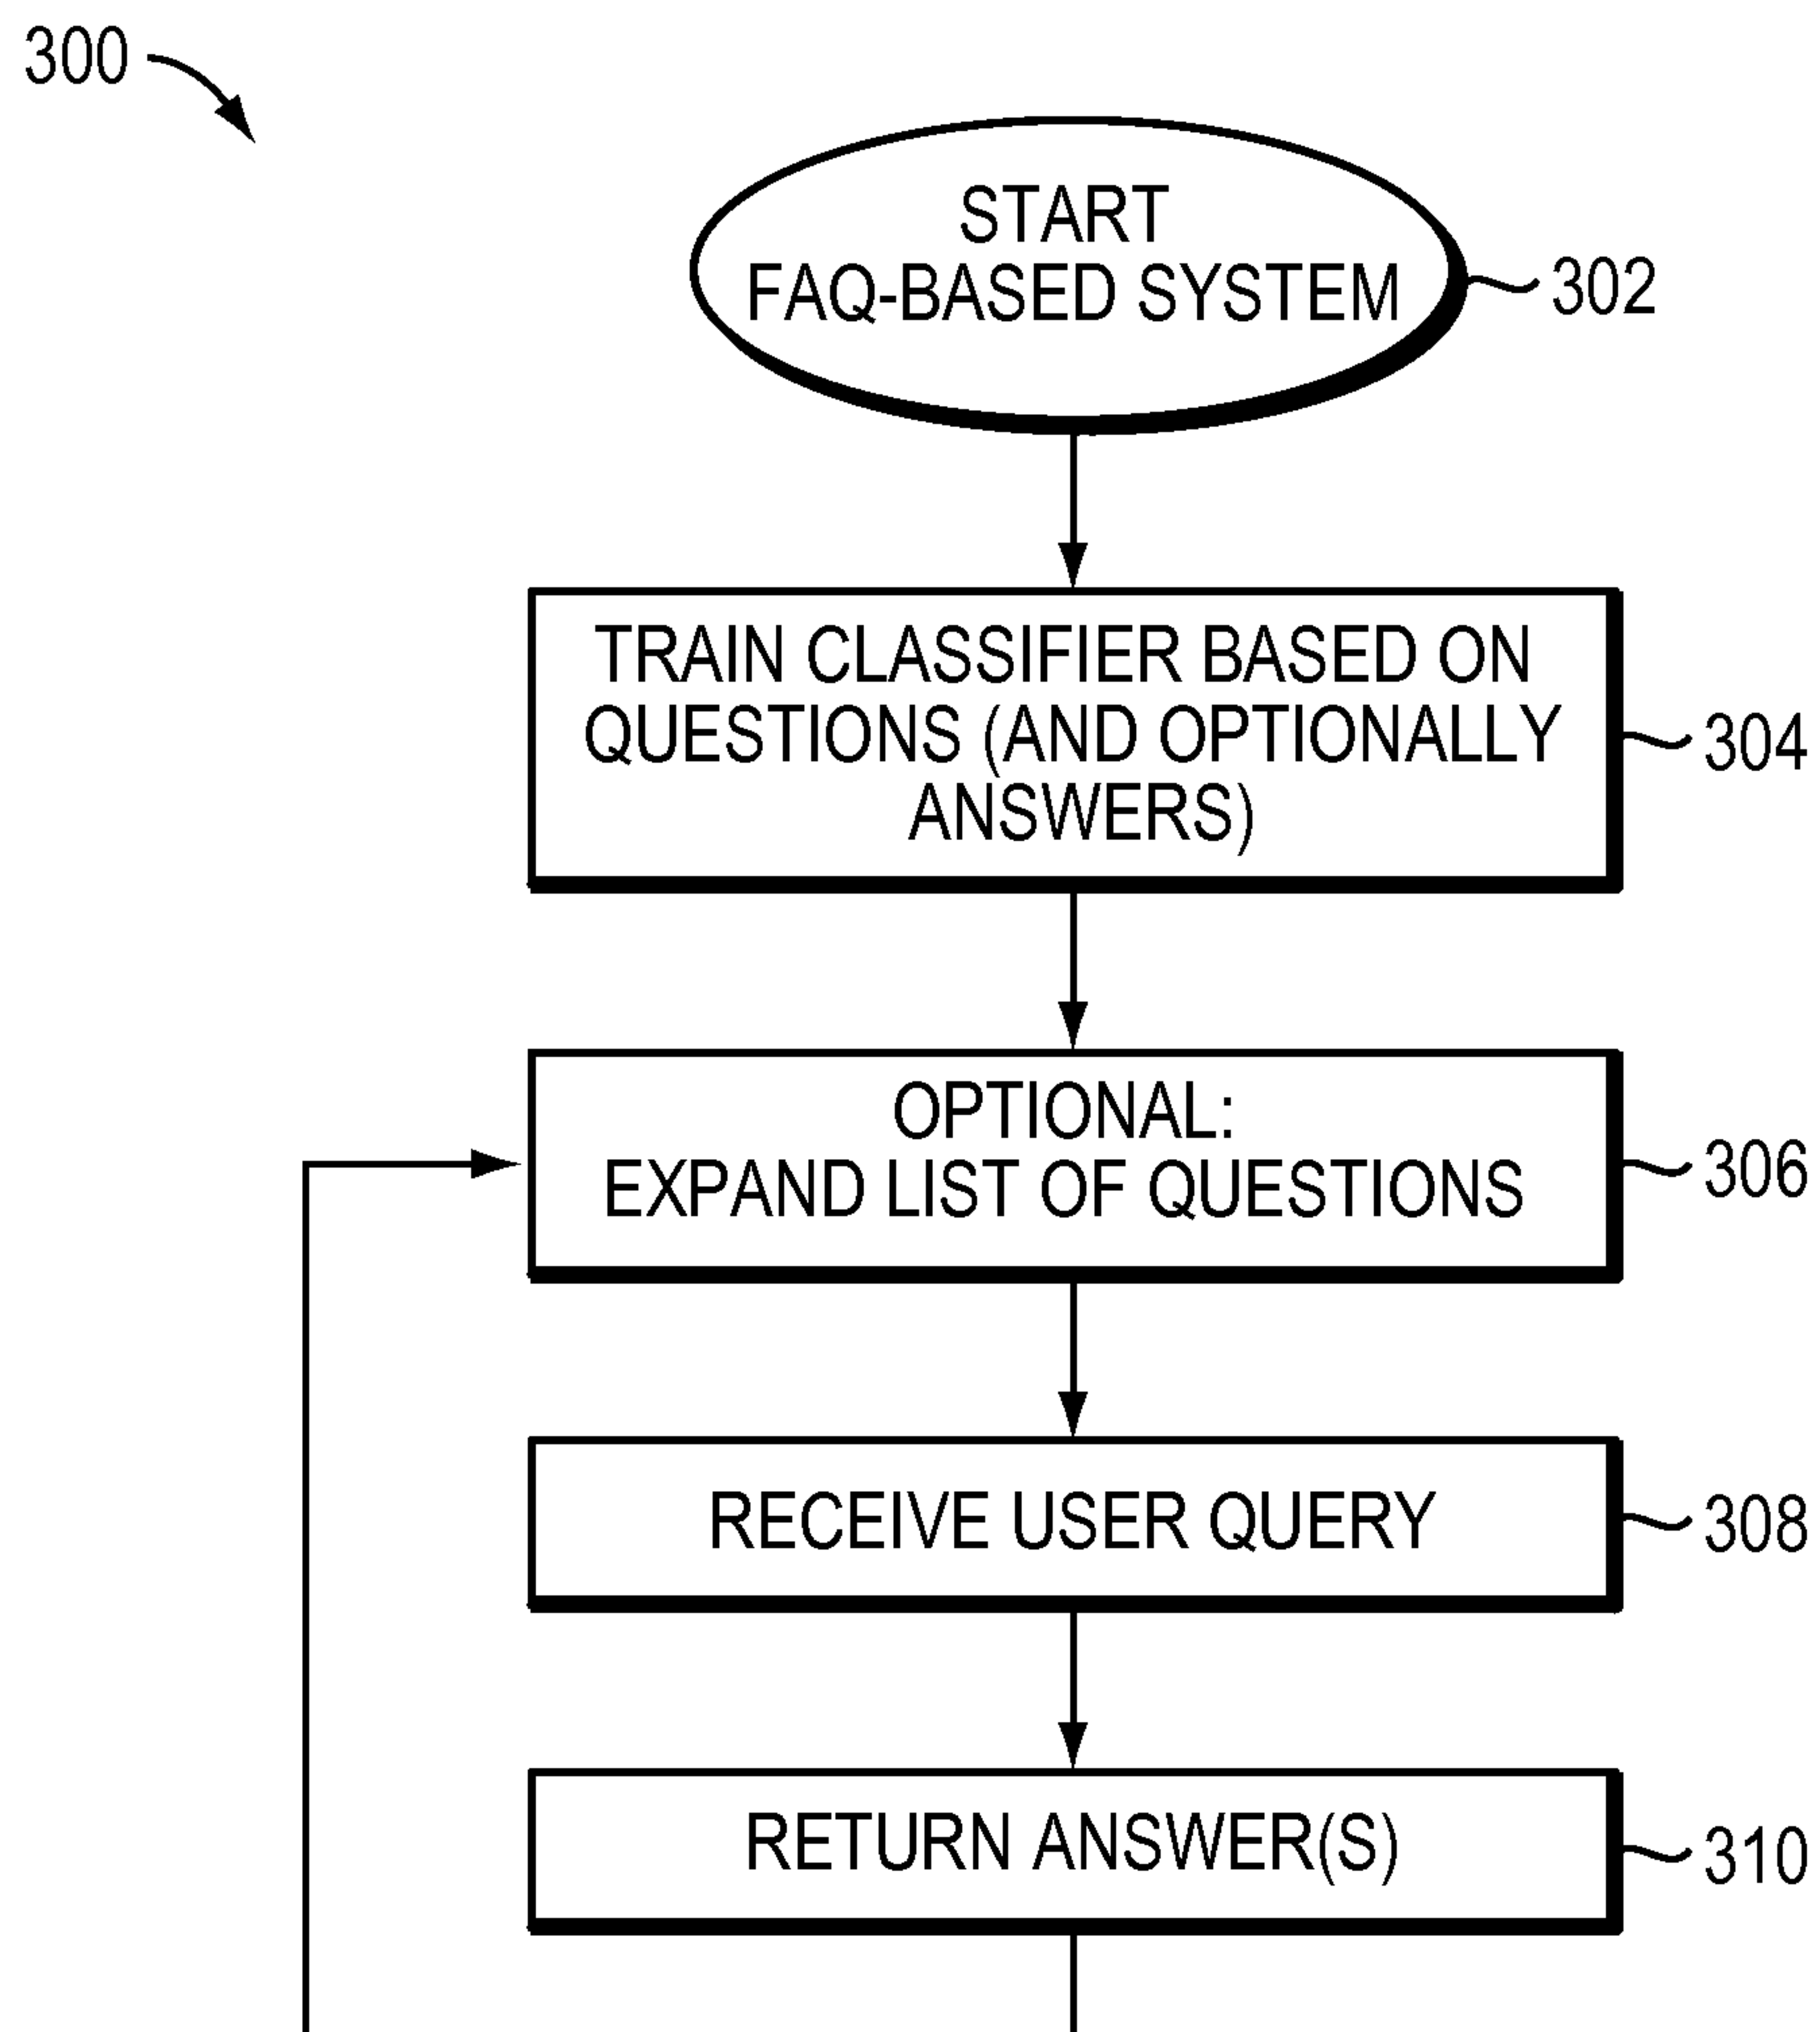 300
START
FAQ-BASED SYSTEM
302
TRAIN CLASSIFIER BASED ON
QUESTIONS (AND OPTIONALLY
ANSWERS)
304
OPTIONAL:
EXPAND LIST OF QUESTIONS
306
RECEIVE USER QUERY
308
RETURN ANSWER(S)
310